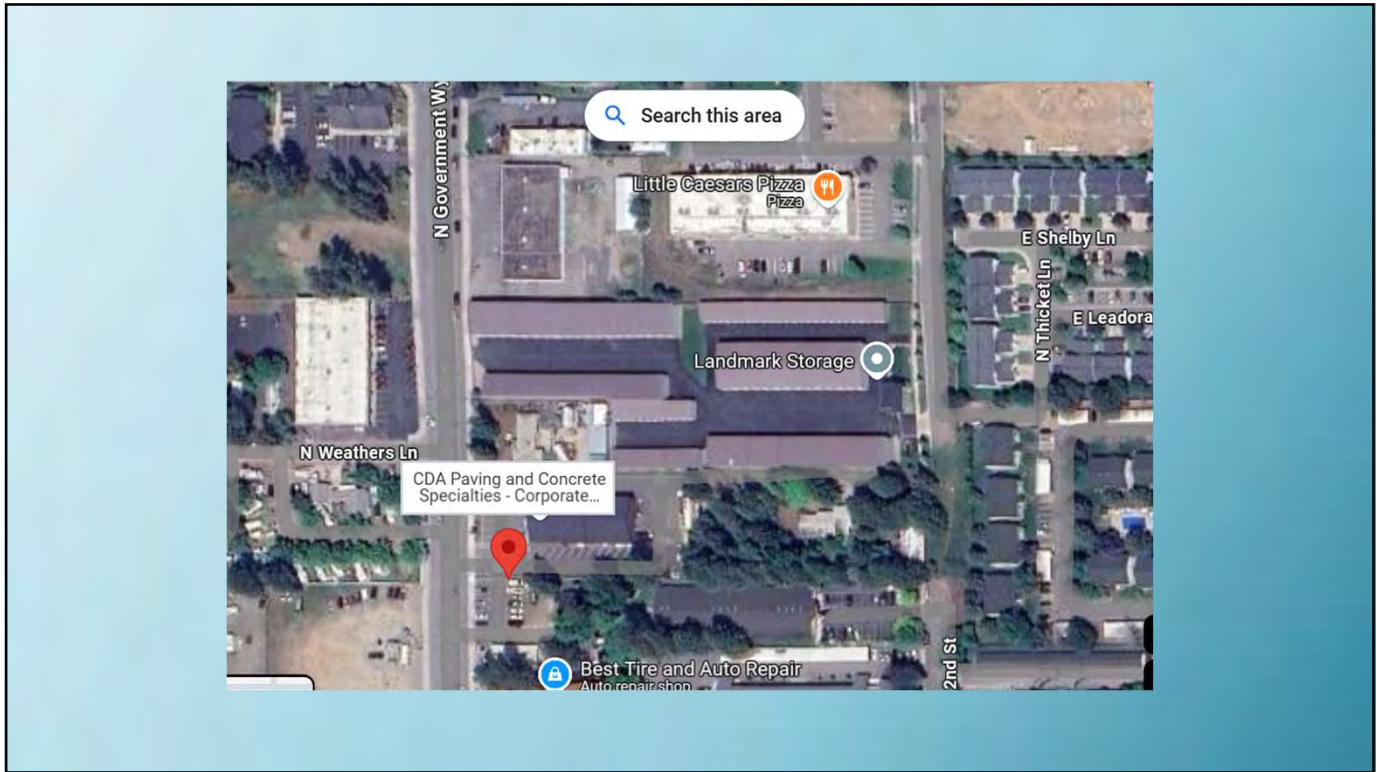 N Government Wy
Search this area
Little Caesars Pizza
Pizza
E Shelby Ln
N Thicket Ln
E Leadora
Landmark Storage
N Weathers Ln
CDA Paving and Concrete
Specialties - Corporate...
2nd St
Best Tire and Auto Repair
Auto repair shop